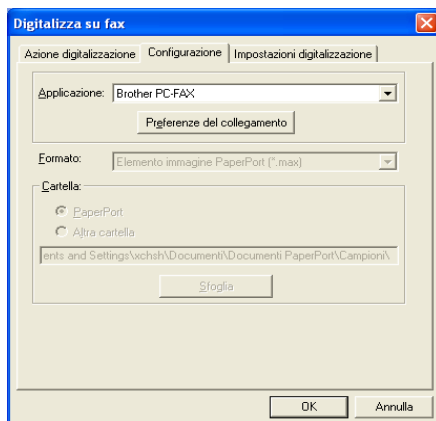 Digitalizza su fax
Azione digitalizzazione Configurazione Impostazioni digitalizzazione
Applicazione: Brother PC-FAX
Preferenze del collegamento
Formato: Elemento immagine PaperPort (*.max)
Cartella:
PaperPort
Altra cartella
ents and Settings\xchsh\Documenti\Documenti PaperPort\Campioni\
Sfoglia
OK Annulla